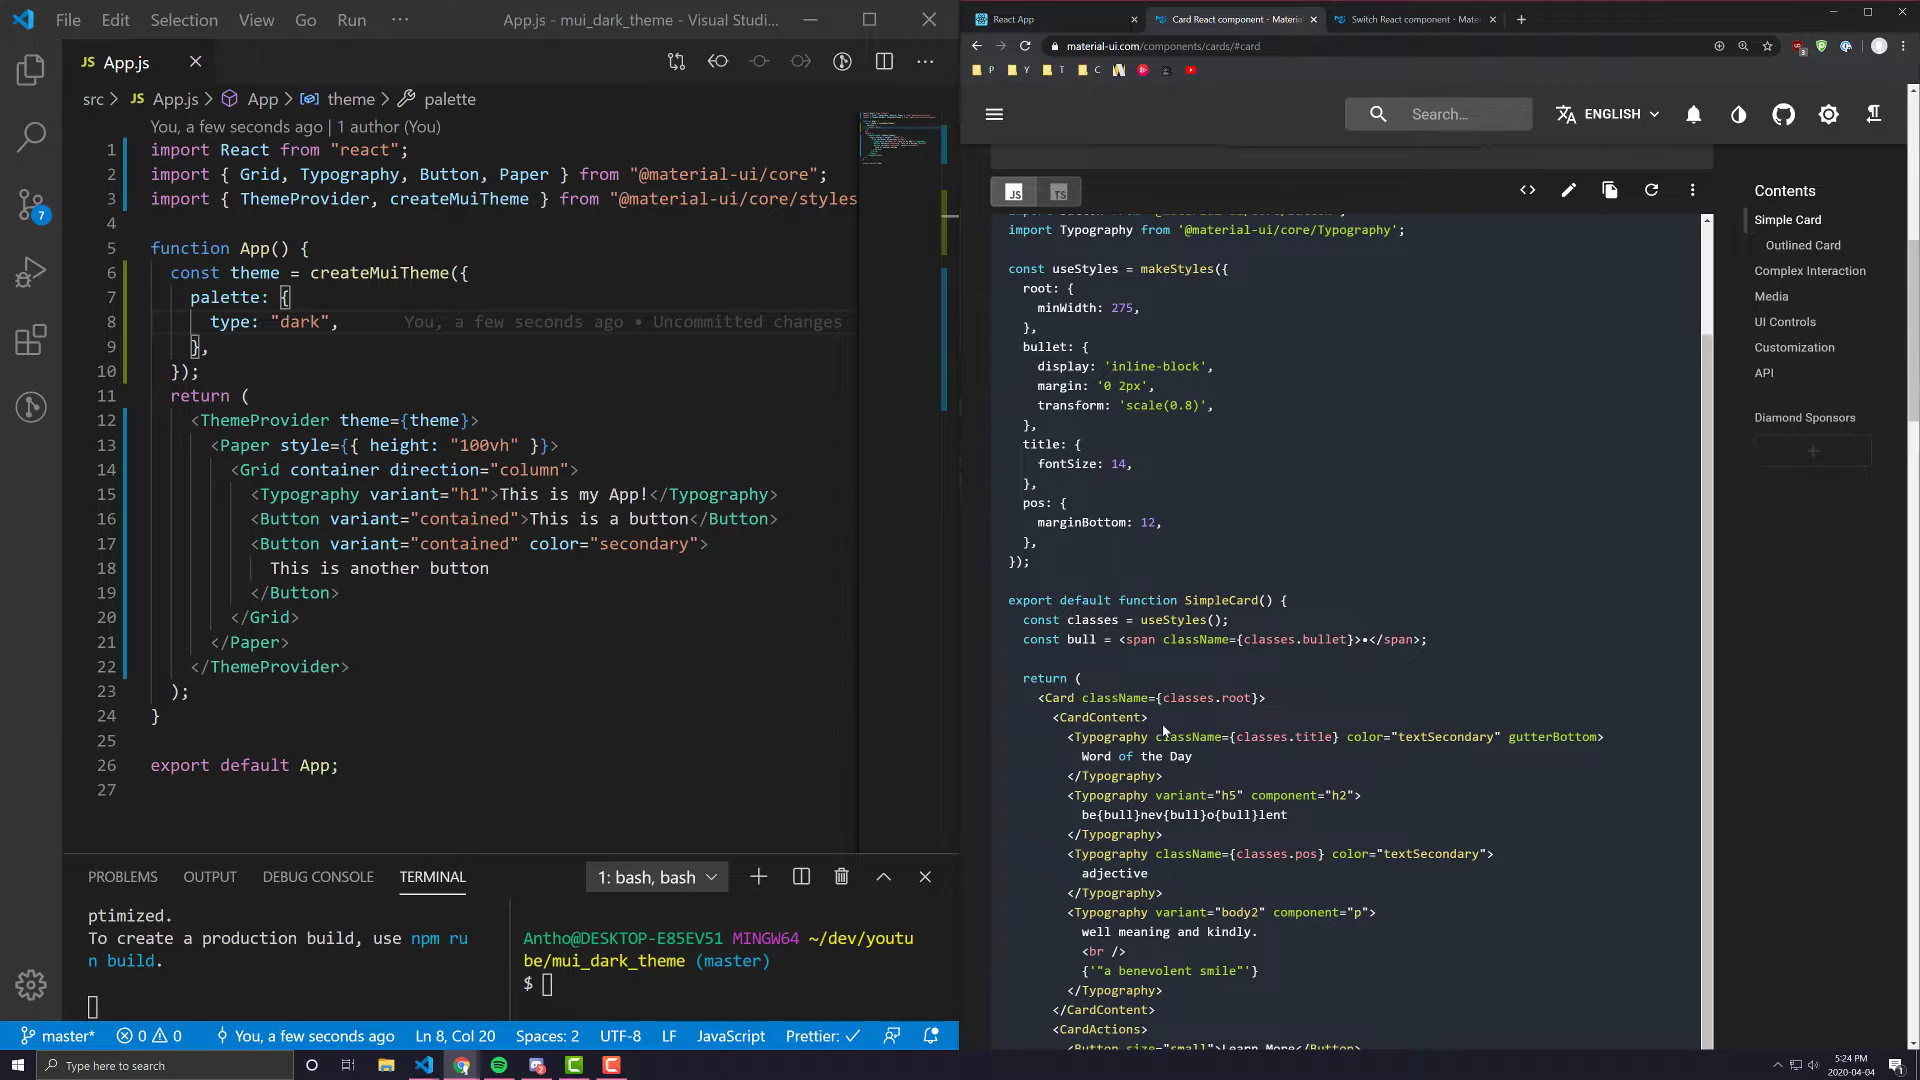 File Edit Selection View Go Run ··· App.js - mui_dark_theme - Visual Studi...
JS App.js
src > JS App.js > App > theme > palette
You, a few seconds ago | 1 author (You)
1 import React from "react";
2 import { Grid, Typography, Button, Paper } from "@material-ui/core";
3 import { ThemeProvider, createMuiTheme } from "@material-ui/core/styles
4
5 function App() {
6 const theme = createMuiTheme({
7 palette: {
8 type: "dark", You, a few seconds ago • Uncommitted changes
9 },
10 });
11 return (
12 <ThemeProvider theme={theme}>
13 <Paper style={{ height: "100vh" }}>
14 <Grid container direction="column">
15 <Typography variant="h1">This is my App!</Typography>
16 <Button variant="contained">This is a button</Button>
17 <Button variant="contained" color="secondary">
18 This is another button
19 </Button>
20 </Grid>
21 </Paper>
22 </ThemeProvider>
23 );
24 }
25
26 export default App;
27
PROBLEMS OUTPUT DEBUG CONSOLE TERMINAL 1: bash, bash
ptimized.
To create a production build, use npm ru
n build.
Antho@DESKTOP-E85EV51 MINGW64 ~/dev/youtu
be/mui_dark_theme (master)
$
7
master* 0 0 You, a few seconds ago Ln 8, Col 20 Spaces: 2 UTF-8 LF JavaScript Prettier: ✓
React App
Card React component - Materia
Switch React component - Mate
material-ui.com/components/cards/#card
P Y T C
Search… ENGLISH
JS TS
import Typography from '@material-ui/core/Typography';
const useStyles = makeStyles({
root: {
minWidth: 275,
},
bullet: {
display: 'inline-block',
margin: '0 2px',
transform: 'scale(0.8)',
},
title: {
fontSize: 14,
},
pos: {
marginBottom: 12,
},
});
export default function SimpleCard() {
const classes = useStyles();
const bull = <span className={classes.bullet}>•</span>;
return (
<Card className={classes.root}>
<CardContent>
<Typography className={classes.title} color="textSecondary" gutterBottom>
Word of the Day
</Typography>
<Typography variant="h5" component="h2">
be{bull}nev{bull}o{bull}lent
</Typography>
<Typography className={classes.pos} color="textSecondary">
adjective
</Typography>
<Typography variant="body2" component="p">
well meaning and kindly.
<br />
{'"a benevolent smile"'}
</Typography>
</CardContent>
<CardActions>
<Button size="small">Learn More</Button>
Contents
Simple Card
Outlined Card
Complex Interaction
Media
UI Controls
Customization
API
Diamond Sponsors
Type here to search
5:24 PM
2020-04-04